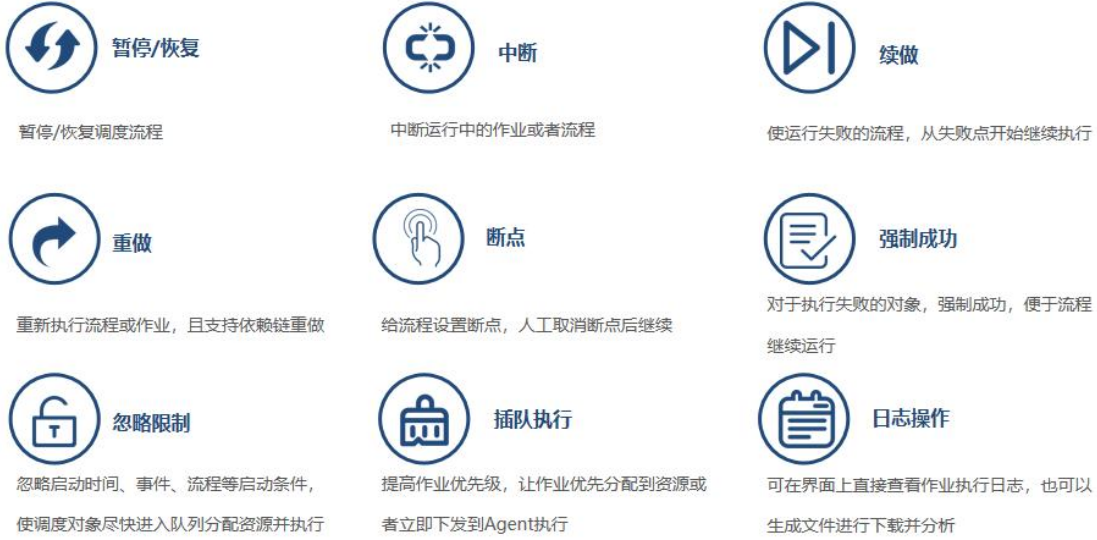 暂停/恢复
暂停/恢复调度流程
中断
中断运行中的作业或者流程
续做
使运行失败的流程，从失败点开始继续执行
重做
重新执行流程或作业，且支持依赖链重做
断点
给流程设置断点，人工取消断点后继续
强制成功
对于执行失败的对象，强制成功，便于流程
继续运行
T
忽略限制
忽略启动时间、事件、流程等启动条件，
使调度对象尽快进入队列分配资源并执行
插队执行
提高作业优先级，让作业优先分配到资源或
者立即下发到Agent执行
日志操作
可在界面上直接查看作业执行日志，也可以
生成文件进行下载并分析